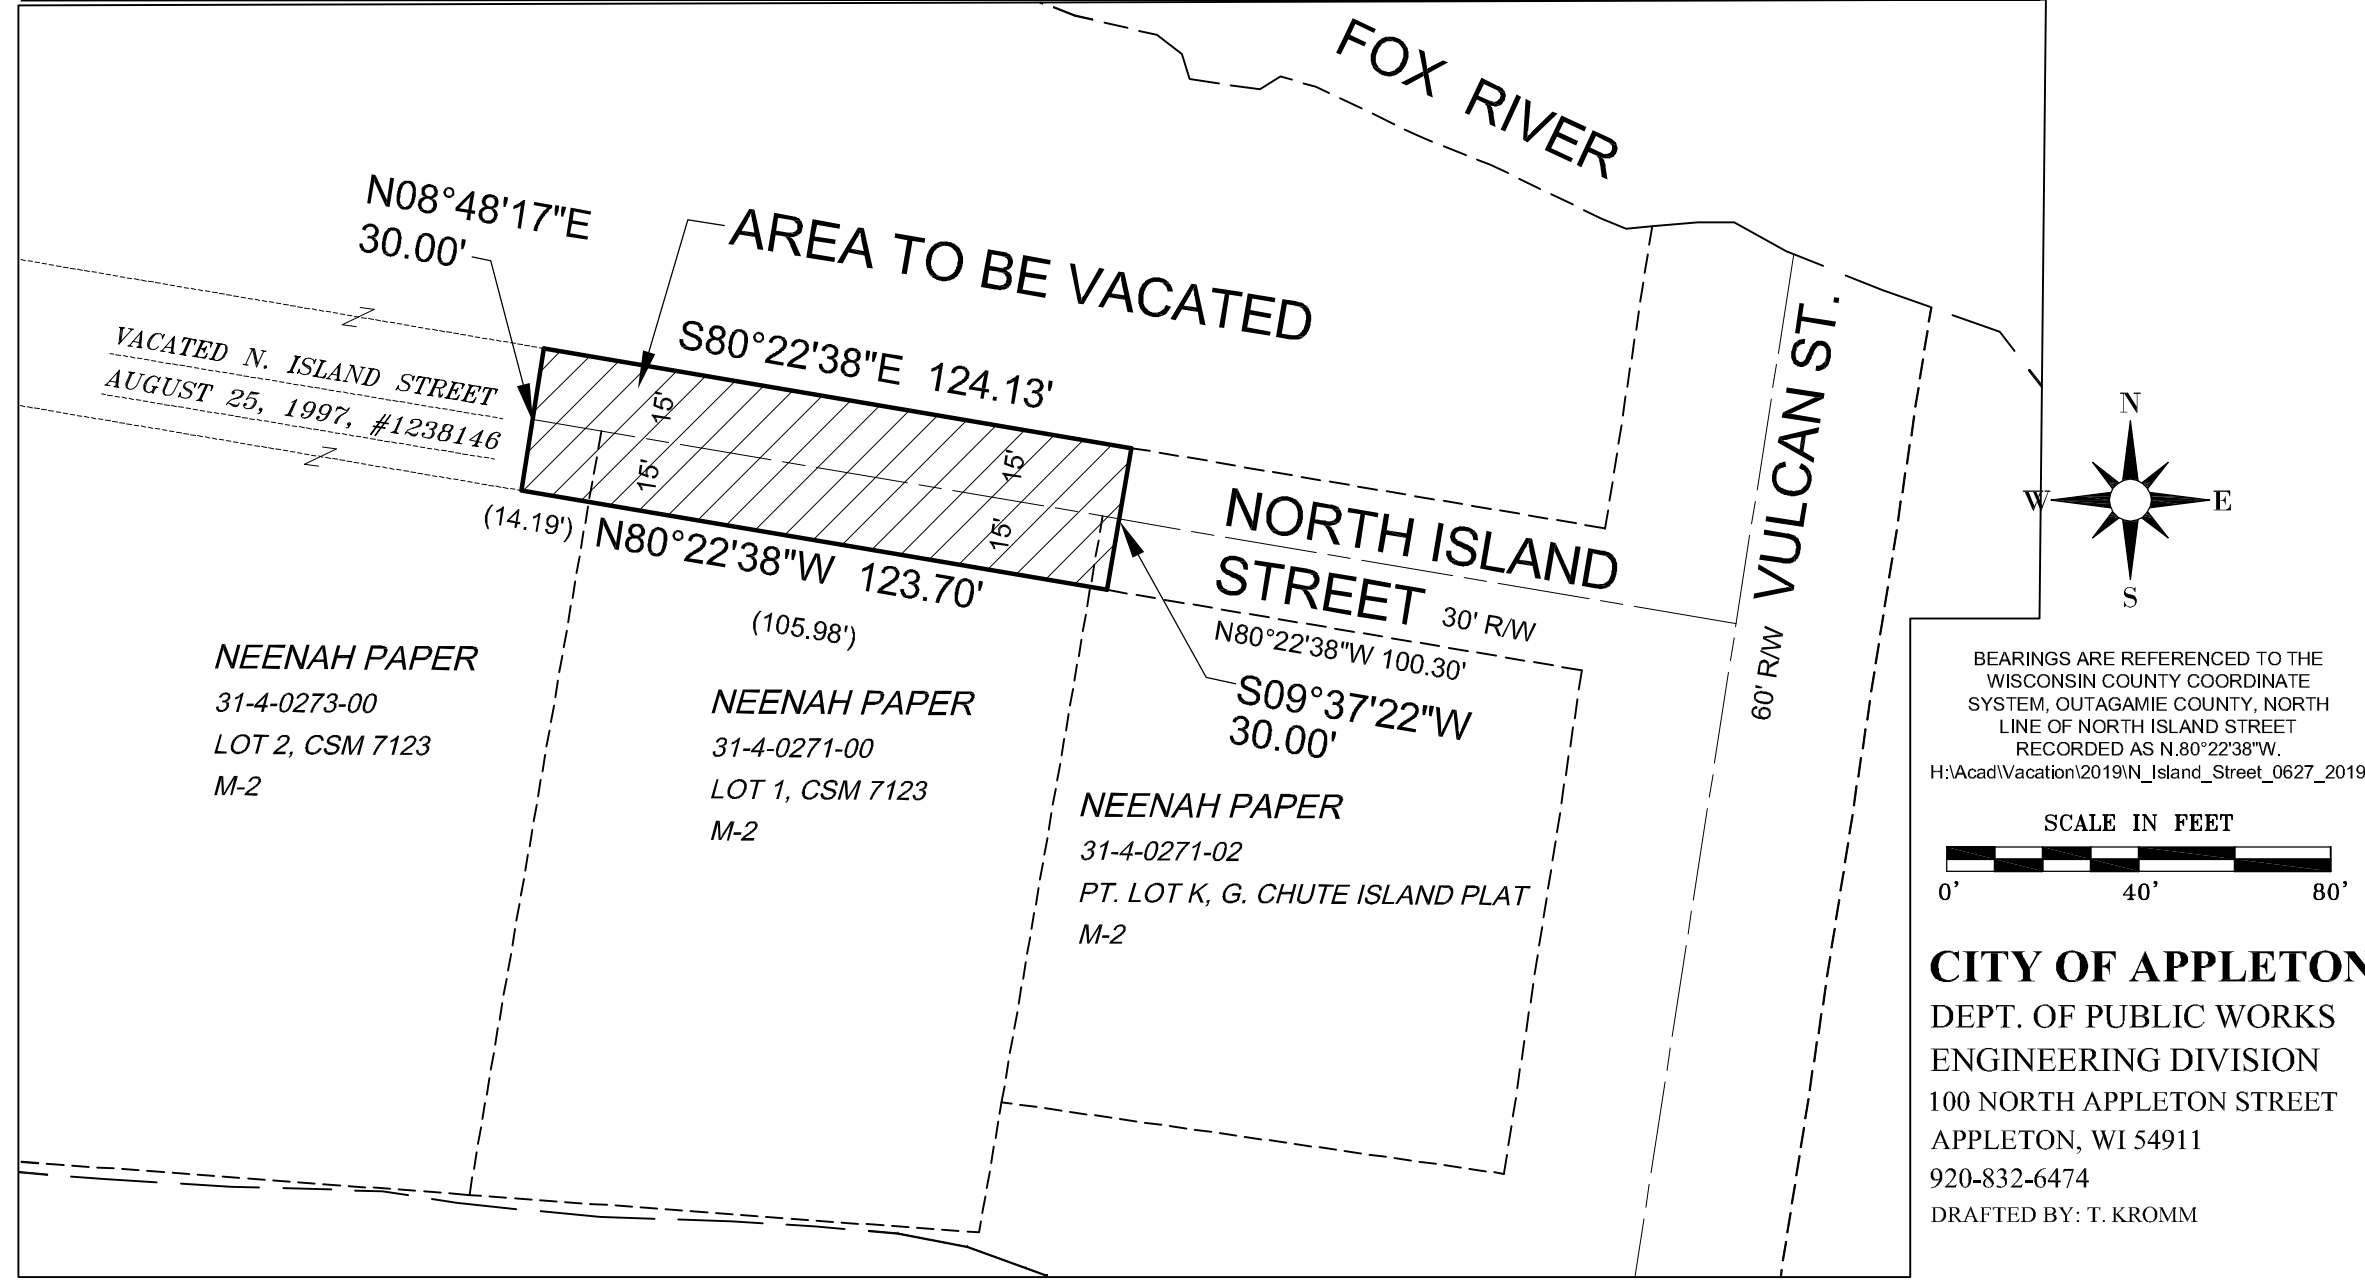 FOX RIVER
N08°48'17"E
30.00'
AREA TO BE VACATED
S80°22'38"E 124.13'
VACATED N. ISLAND STREET
AUGUST 25, 1997, #1238146
15'
15'
15'
15'
(14.19')
N80°22'38"W 123.70'
(105.98')
NORTH ISLAND
STREET 30' R/W
N80°22'38"W 100.30'
S09°37'22"W
30.00'
VULCAN ST.
60' R/W
NEENAH PAPER
31-4-0273-00
LOT 2, CSM 7123
M-2
NEENAH PAPER
31-4-0271-00
LOT 1, CSM 7123
M-2
NEENAH PAPER
31-4-0271-02
PT. LOT K, G. CHUTE ISLAND PLAT
M-2
N
W E
S
BEARINGS ARE REFERENCED TO THE
WISCONSIN COUNTY COORDINATE
SYSTEM, OUTAGAMIE COUNTY, NORTH
LINE OF NORTH ISLAND STREET
RECORDED AS N.80°22'38"W.
H:\Acad\Vacation\2019\N_Island_Street_0627_2019
SCALE IN FEET
0' 40' 80'
CITY OF APPLETON
DEPT. OF PUBLIC WORKS
ENGINEERING DIVISION
100 NORTH APPLETON STREET
APPLETON, WI 54911
920-832-6474
DRAFTED BY: T. KROMM